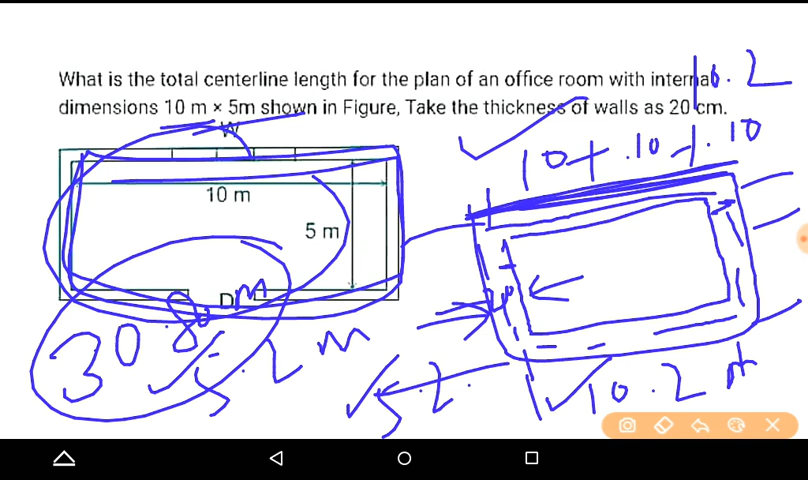 What is the total centerline length for the plan of an office room with internal
10.2
dimensions 10 m × 5m shown in Figure, Take the thickness of walls as 20 cm.
W
10 + .10 + .10
10 m
5 m
D
30.80 m
5.2 m
5.2
10.2 m